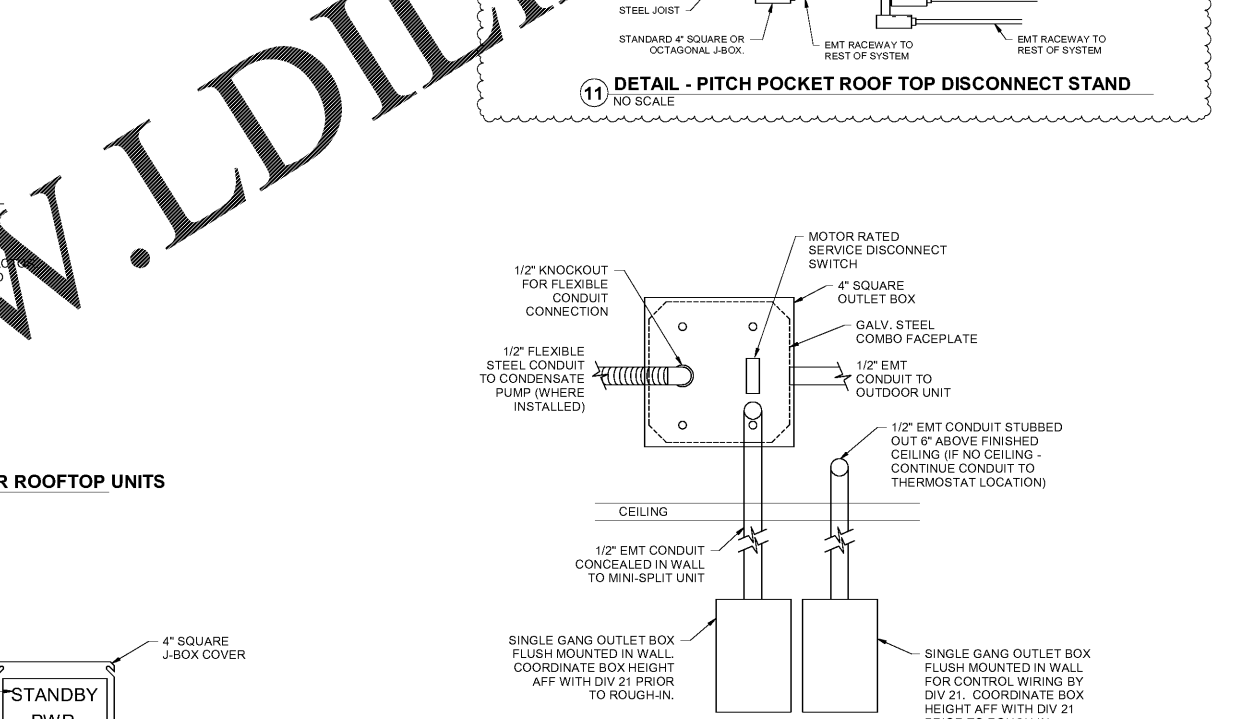 STEEL JOIST
STANDARD 4" SQUARE OR
OCTAGONAL J-BOX.
EMT RACEWAY TO
REST OF SYSTEM
EMT RACEWAY TO
REST OF SYSTEM
11 DETAIL - PITCH POCKET ROOF TOP DISCONNECT STAND
NO SCALE
W.LDIL
MOTOR RATED
SERVICE DISCONNECT
SWITCH
1/2" KNOCKOUT
FOR FLEXIBLE
CONDUIT
CONNECTION
4" SQUARE
OUTLET BOX
GALV. STEEL
COMBO FACEPLATE
1/2" FLEXIBLE
STEEL CONDUIT
TO CONDENSATE
PUMP (WHERE
INSTALLED)
1/2" EMT
CONDUIT TO
OUTDOOR UNIT
1/2" EMT CONDUIT STUBBED
OUT 6" ABOVE FINISHED
CEILING (IF NO CEILING -
CONTINUE CONDUIT TO
THERMOSTAT LOCATION)
R ROOFTOP UNITS
CEILING
1/2" EMT CONDUIT
CONCEALED IN WALL
TO MINI-SPLIT UNIT
SINGLE GANG OUTLET BOX
FLUSH MOUNTED IN WALL.
COORDINATE BOX HEIGHT
AFF WITH DIV 21 PRIOR
TO ROUGH-IN.
SINGLE GANG OUTLET BOX
FLUSH MOUNTED IN WALL
FOR CONTROL WIRING BY
DIV 21. COORDINATE BOX
HEIGHT AFF WITH DIV 21
4" SQUARE
J-BOX COVER
STANDBY
PWR